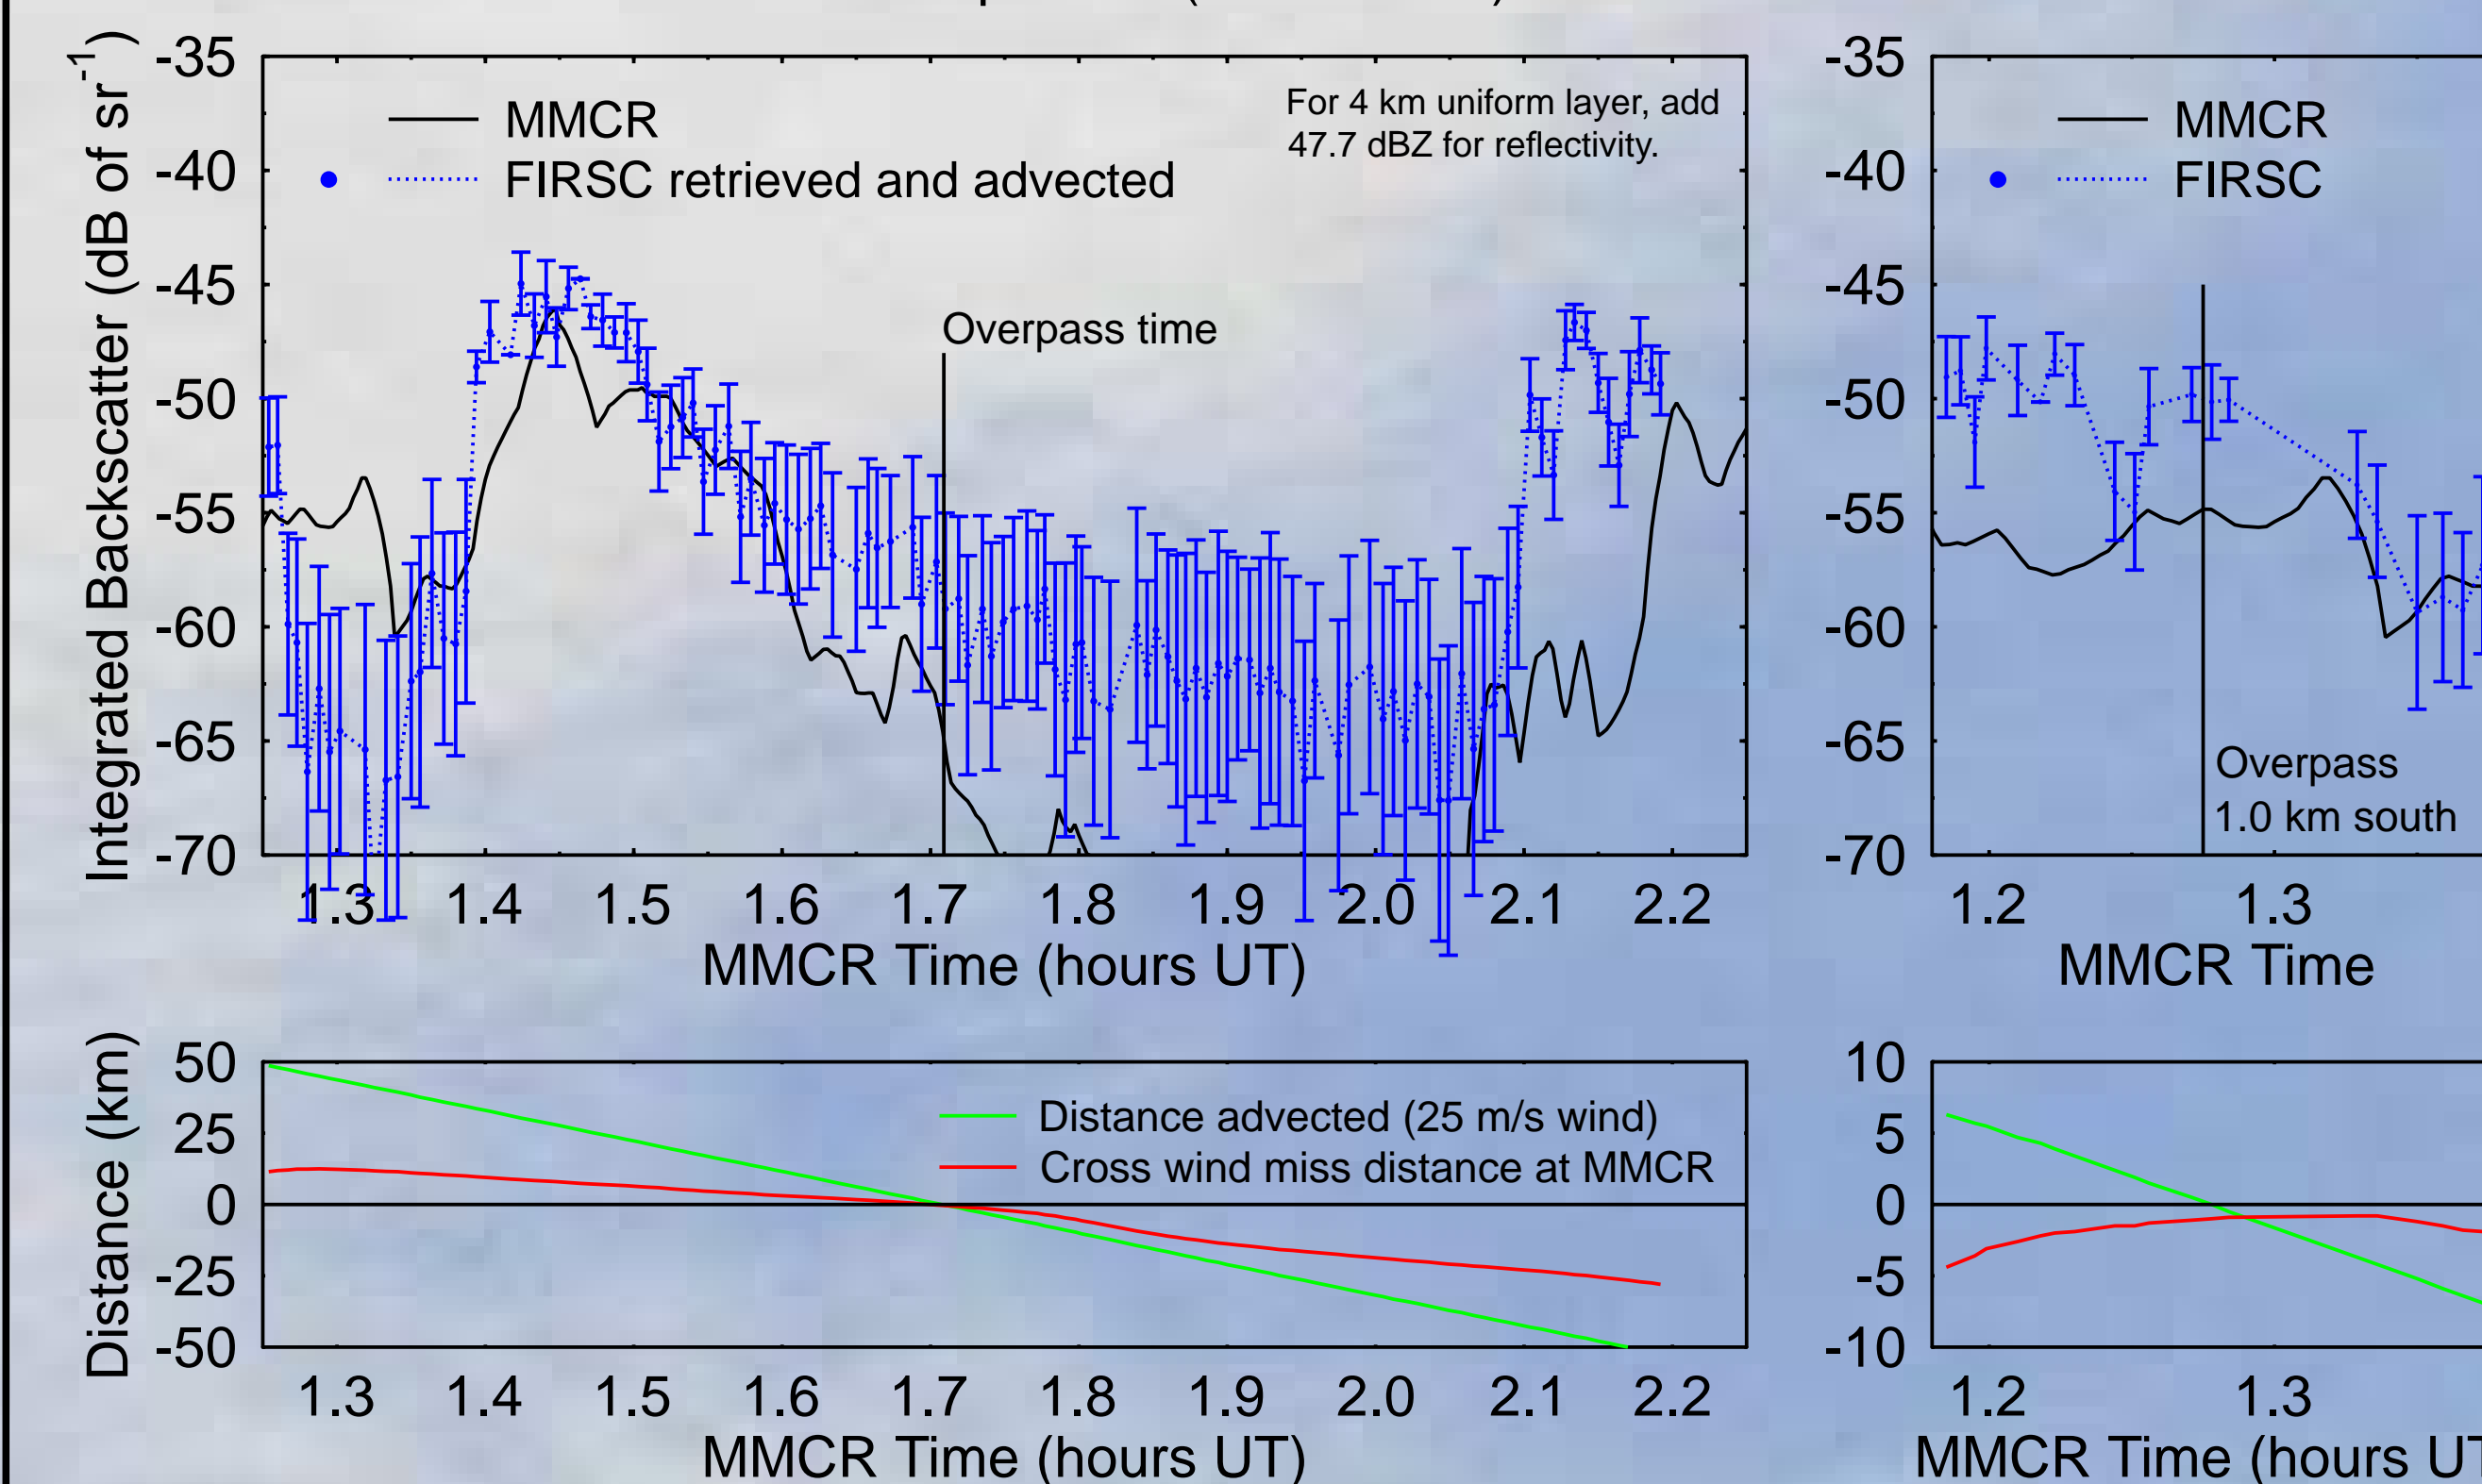 -35
-40
-45
-50
-55
-60
-65
-70
Integrated Backscatter (dB of sr-1)
MMCR
FIRSC retrieved and advected
For 4 km uniform layer, add
47.7 dBZ for reflectivity.
Overpass time
1.3 1.4 1.5 1.6 1.7 1.8 1.9 2.0 2.1 2.2
MMCR Time (hours UT)
-35
-40
-45
-50
-55
-60
-65
-70
MMCR
FIRSC
Overpass
1.0 km south
1.2 1.3
MMCR Time
50
25
0
-25
-50
Distance (km)
Distance advected (25 m/s wind)
Cross wind miss distance at MMCR
1.3 1.4 1.5 1.6 1.7 1.8 1.9 2.0 2.1 2.2
MMCR Time (hours UT)
10
5
0
-5
-10
1.2 1.3
MMCR Time (hours UT